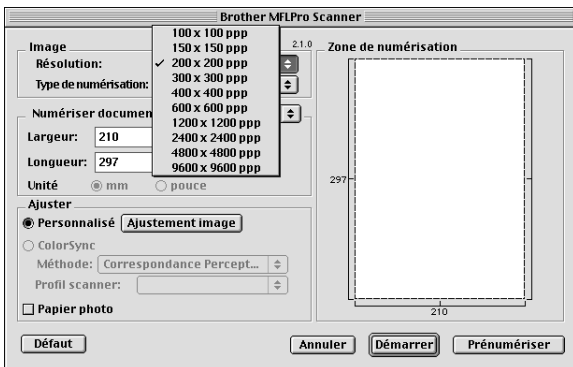 Brother MFLPro Scanner
Image
2.1.0
Résolution:
100 x 100 ppp
150 x 150 ppp
✓ 200 x 200 ppp
300 x 300 ppp
400 x 400 ppp
600 x 600 ppp
1200 x 1200 ppp
2400 x 2400 ppp
4800 x 4800 ppp
9600 x 9600 ppp
Type de numérisation:
Numériser documen
Largeur: 210
Longueur: 297
Unité mm pouce
Ajuster
Personnalisé Ajustement image
ColorSync
Méthode: Correspondance Percept...
Profil scanner:
Papier photo
Zone de numérisation
297
210
Défaut Annuler Démarrer Prénumériser